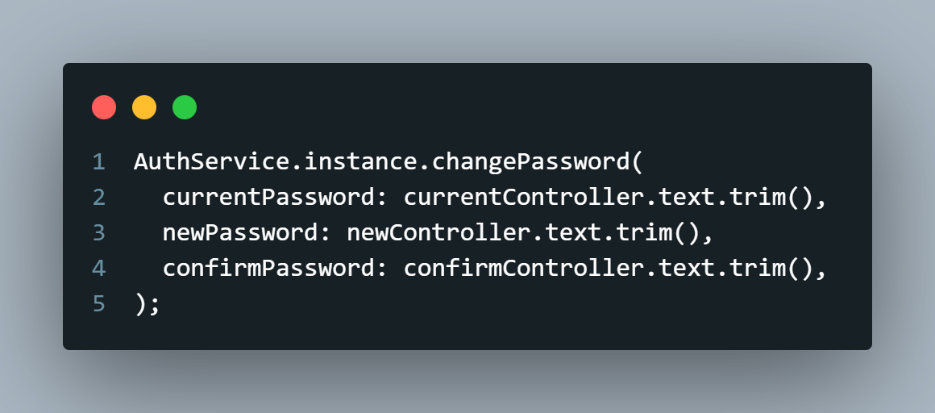 1 AuthService.instance.changePassword(
2   currentPassword: currentController.text.trim(),
3   newPassword: newController.text.trim(),
4   confirmPassword: confirmController.text.trim(),
5 );